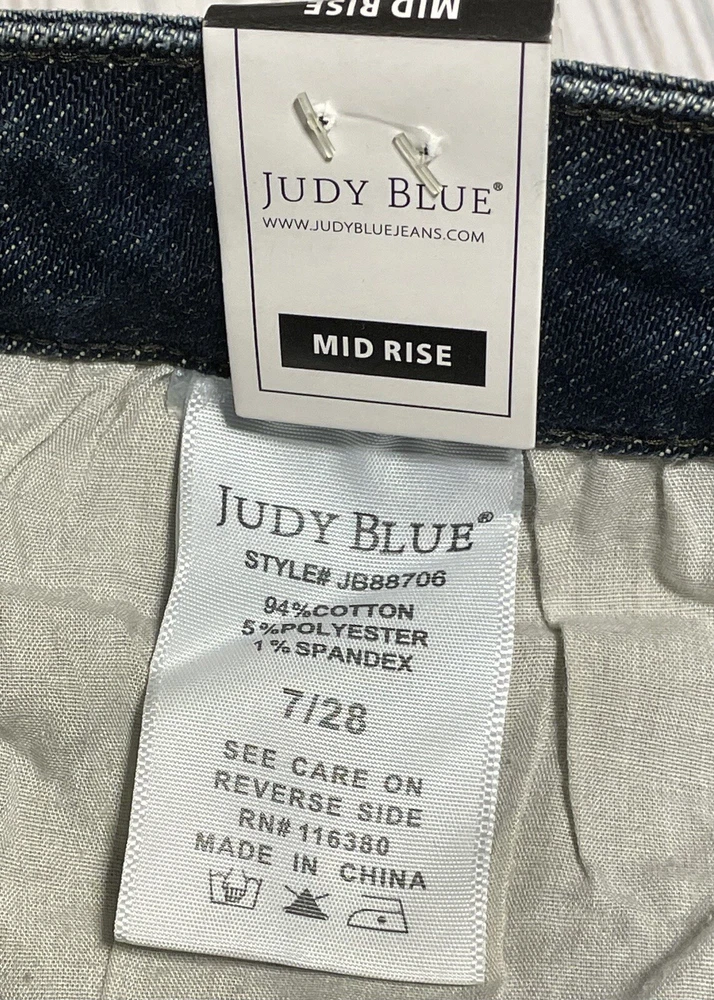 MID RISE
JUDY BLUE®
WWW.JUDYBLUEJEANS.COM
MID RISE
JUDY BLUE®
STYLE# JB88706
94%COTTON
5%POLYESTER
1%SPANDEX
7/28
SEE CARE ON
REVERSE SIDE
RN# 116380
MADE IN CHINA